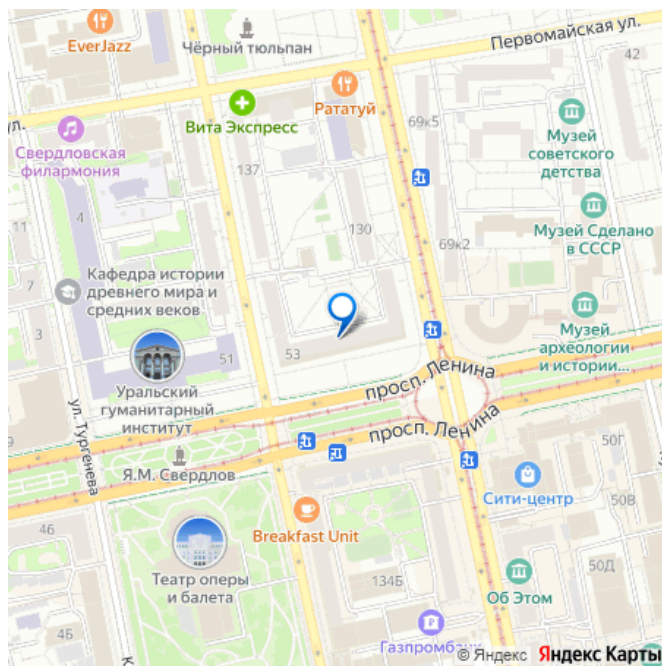 EverJazz
Чёрный тюльпан
Первомайская ул.
42
ул.
Рататуй
Вита Экспресс
69к5
Свердловская
филармония
Музей
советского
детства
137
11
4
130
Музей Сделано
в СССР
69к2
Кафедра истории
древнего мира и
средних веков
7
3
Музей
археологии
и истории...
53
51
просп. Ленина
Уральский
гуманитарный
институт
9
просп. Ленина
ул. Тургенева
Я.М. Свердлов
50Г
Сити-центр
50В
46
Breakfast Unit
Театр оперы
и балета
134Б
50Д
Об Этом
4Б
К
Газпромбанк
© Яндекс Яндекс Карты